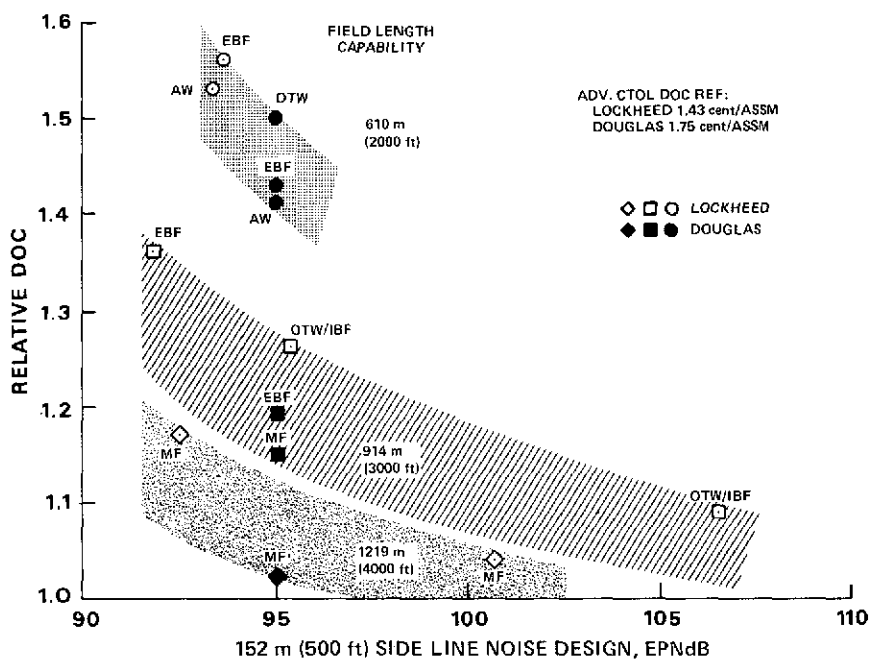 1.6
1.5
1.4
1.3
1.2
1.1
1.0
RELATIVE DOC
EBF
AW
OTW
EBF
AW
FIELD LENGTH
CAPABILITY
610 m
(2000 ft)
ADV. CTOL DOC REF:
LOCKHEED 1.43 cent/ASSM
DOUGLAS 1.75 cent/ASSM
LOCKHEED
DOUGLAS
EBF
OTW/IBF
EBF
MF
914 m
(3000 ft)
OTW/IBF
MF
MF
1219 m
(4000 ft)
MF
90
95
100
105
110
152 m (500 ft) SIDE LINE NOISE DESIGN, EPNdB